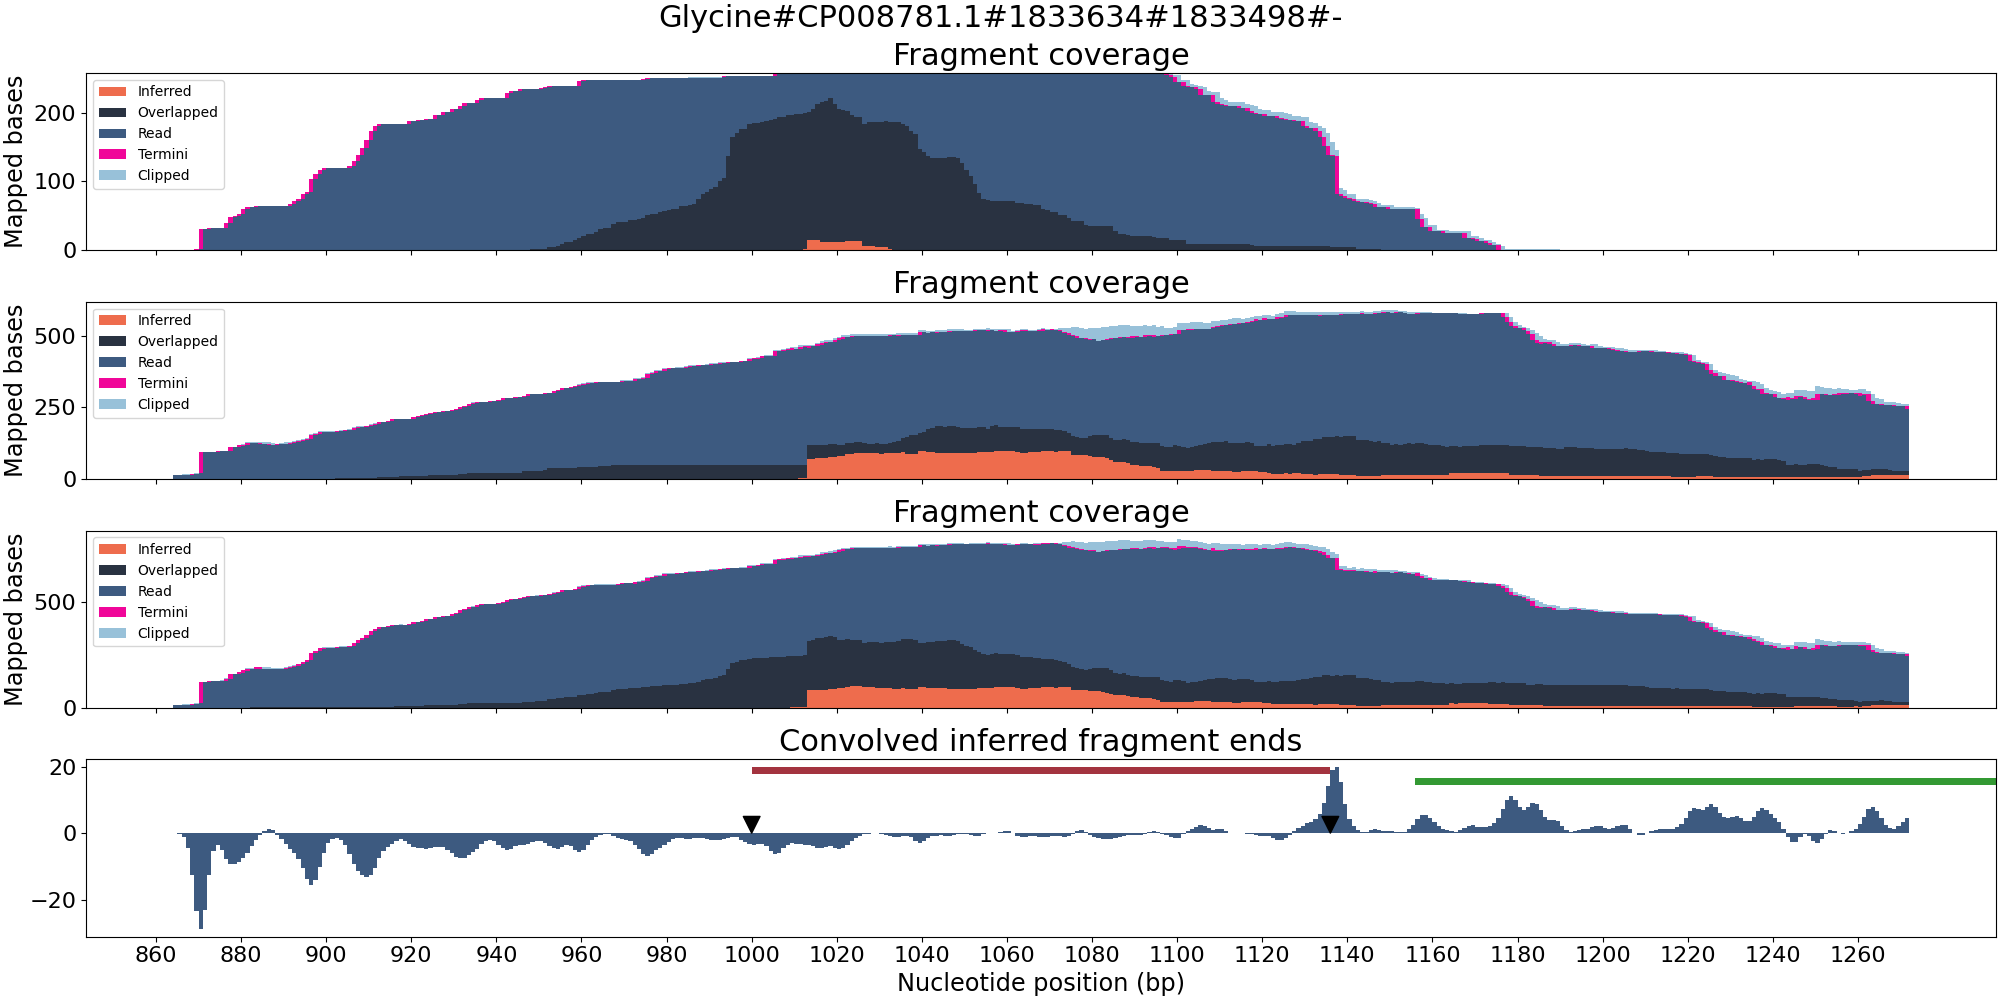 Glycine#CP008781.1#1833634#1833498#-
Fragment coverage
Mapped bases
200
100
0
Inferred
Overlapped
Read
Termini
Clipped
Fragment coverage
Mapped bases
500
250
0
Inferred
Overlapped
Read
Termini
Clipped
Fragment coverage
Mapped bases
500
0
Inferred
Overlapped
Read
Termini
Clipped
Convolved inferred fragment ends
20
0
−20
860 880 900 920 940 960 980 1000 1020 1040 1060 1080 1100 1120 1140 1160 1180 1200 1220 1240 1260
Nucleotide position (bp)